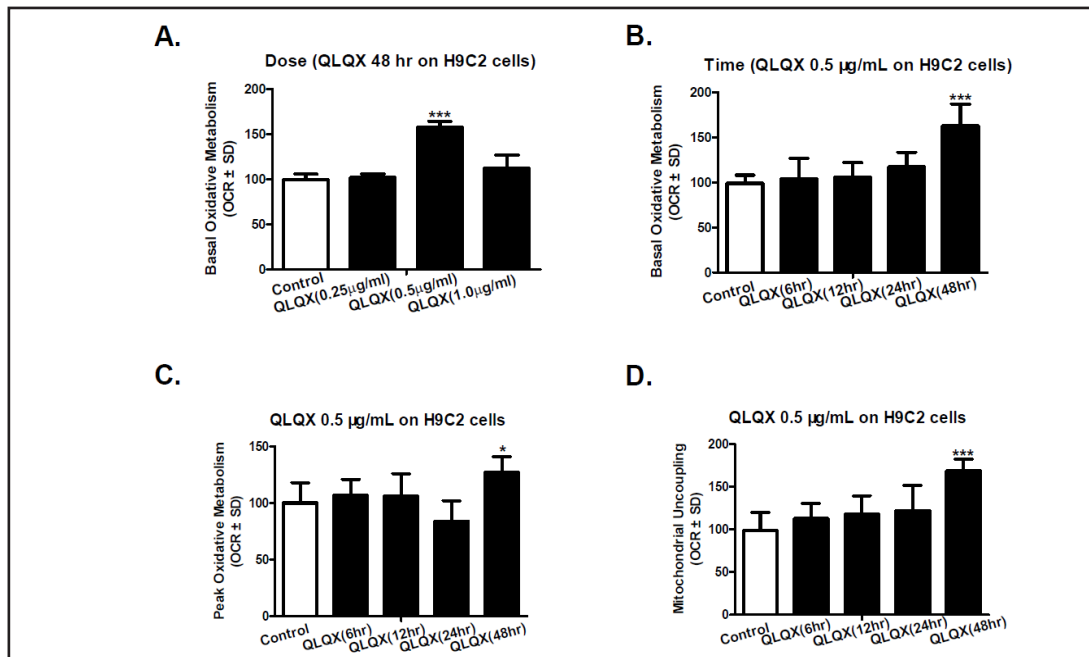 A.
Dose (QLQX 48 hr on H9C2 cells)
Basal Oxidative Metabolism
(OCR ± SD)
200
150
100
50
0
***
Control
QLQX(0.25µg/ml)
QLQX(0.5µg/ml)
QLQX(1.0µg/ml)
B.
Time (QLQX 0.5 µg/mL on H9C2 cells)
Basal Oxidative Metabolism
(OCR ± SD)
200
150
100
50
0
***
Control
QLQX(6hr)
QLQX(12hr)
QLQX(24hr)
QLQX(48hr)
C.
QLQX 0.5 µg/mL on H9C2 cells
Peak Oxidative Metabolism
(OCR ± SD)
150
100
50
0
*
Control
QLQX(6hr)
QLQX(12hr)
QLQX(24hr)
QLQX(48hr)
D.
QLQX 0.5 µg/mL on H9C2 cells
Mitochondrial Uncoupling
(OCR ± SD)
200
150
100
50
0
***
Control
QLQX(6hr)
QLQX(12hr)
QLQX(24hr)
QLQX(48hr)